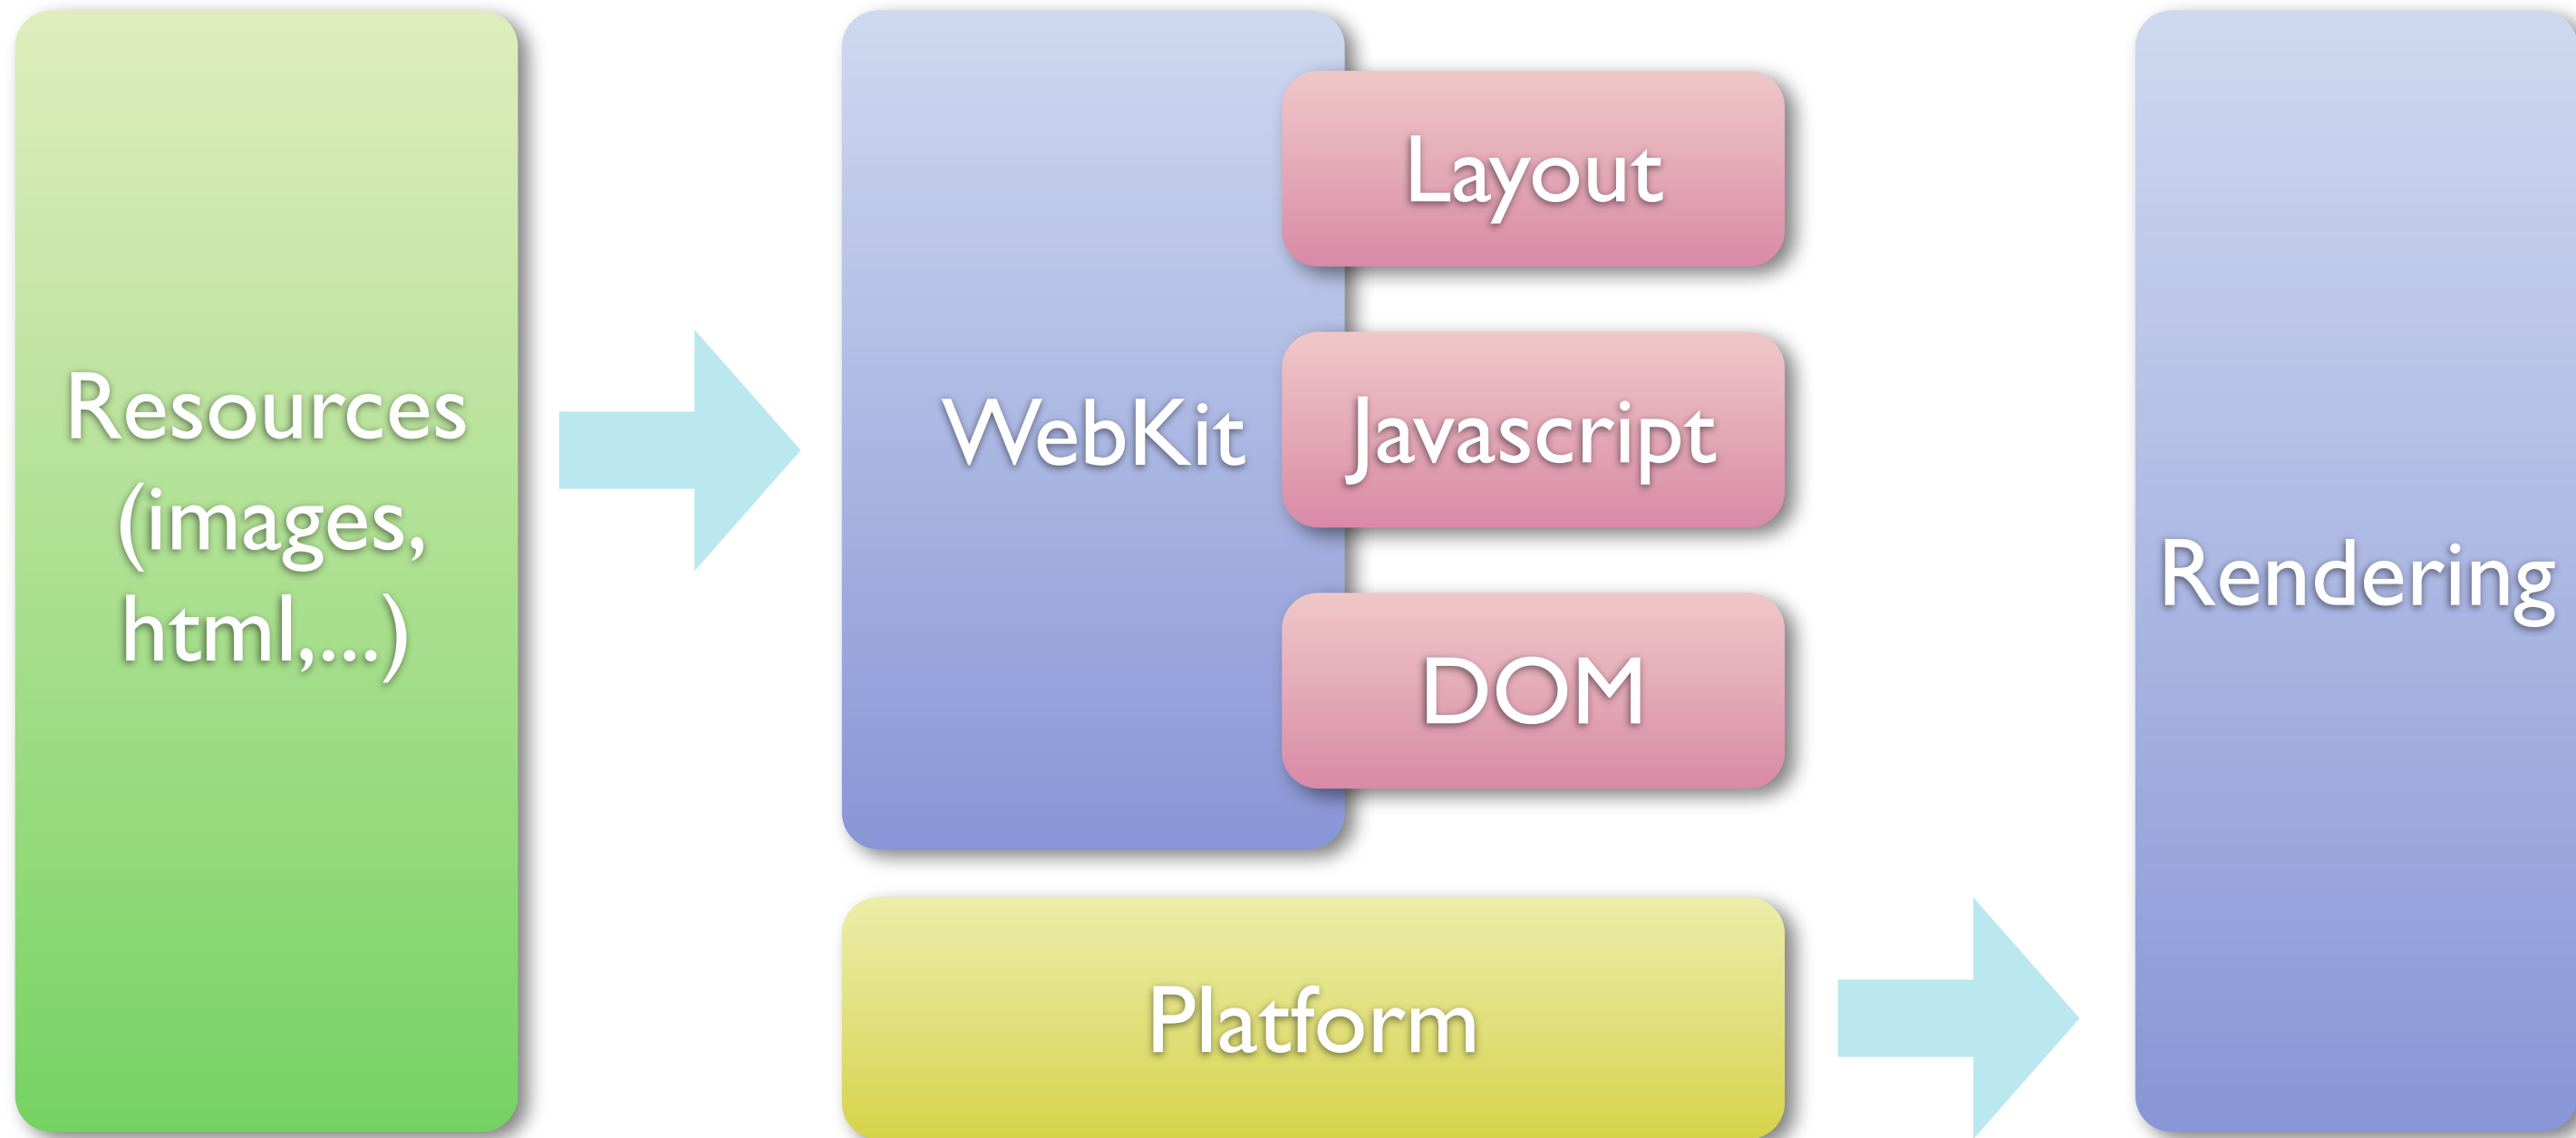 Resources
(images,
html,...)
WebKit
Layout
Javascript
DOM
Platform
Rendering